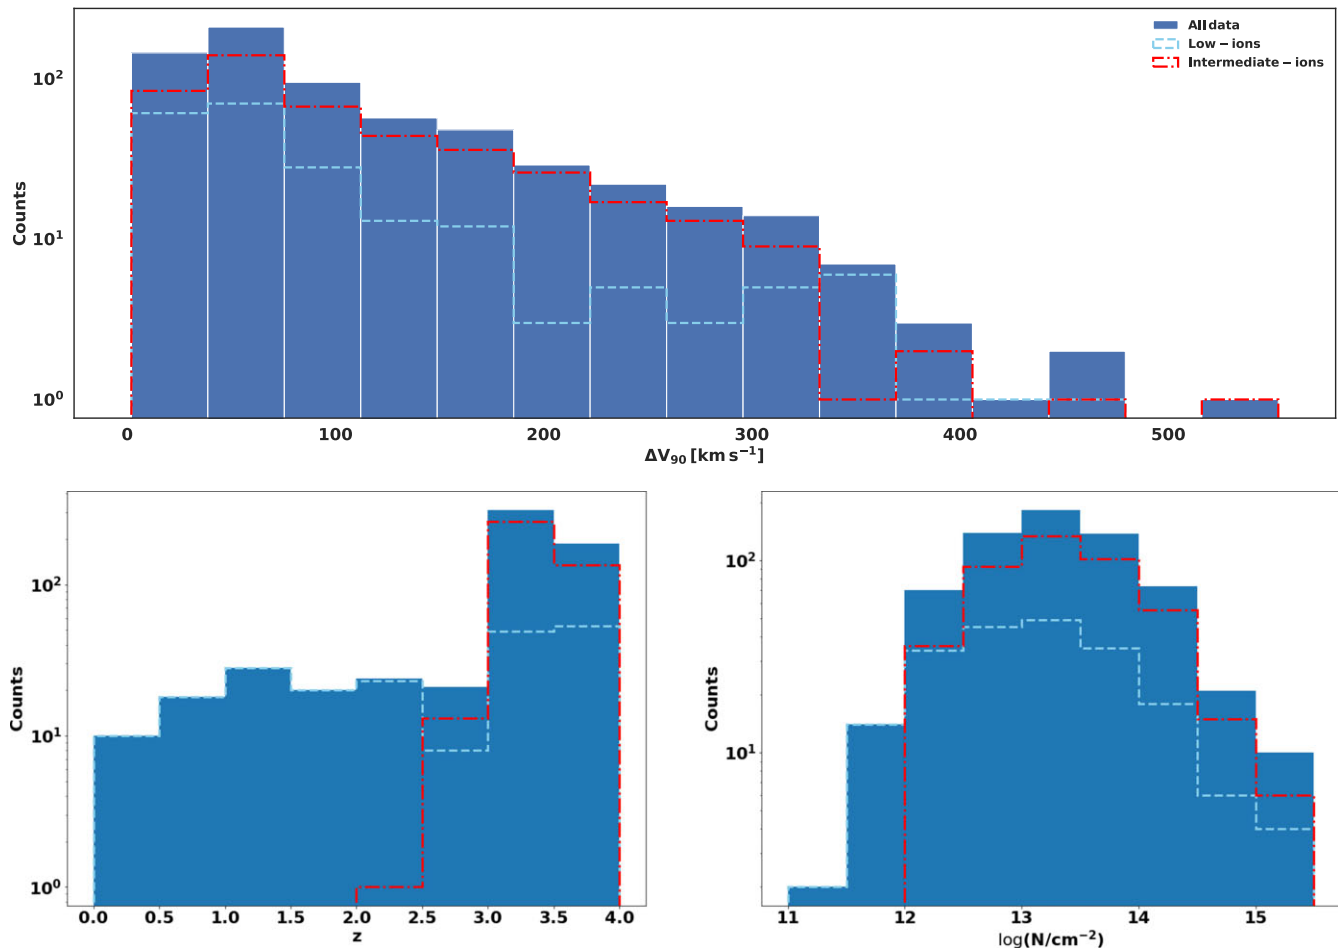 All data
Low – ions
Intermediate – ions
Counts
10² 10¹ 10⁰
0 100 200 300 400 500
ΔV₉₀ [km s⁻¹]
Counts
10² 10¹ 10⁰
0.0 0.5 1.0 1.5 2.0 2.5 3.0 3.5 4.0
z
Counts
10² 10¹
11 12 13 14 15
log(N/cm⁻²)